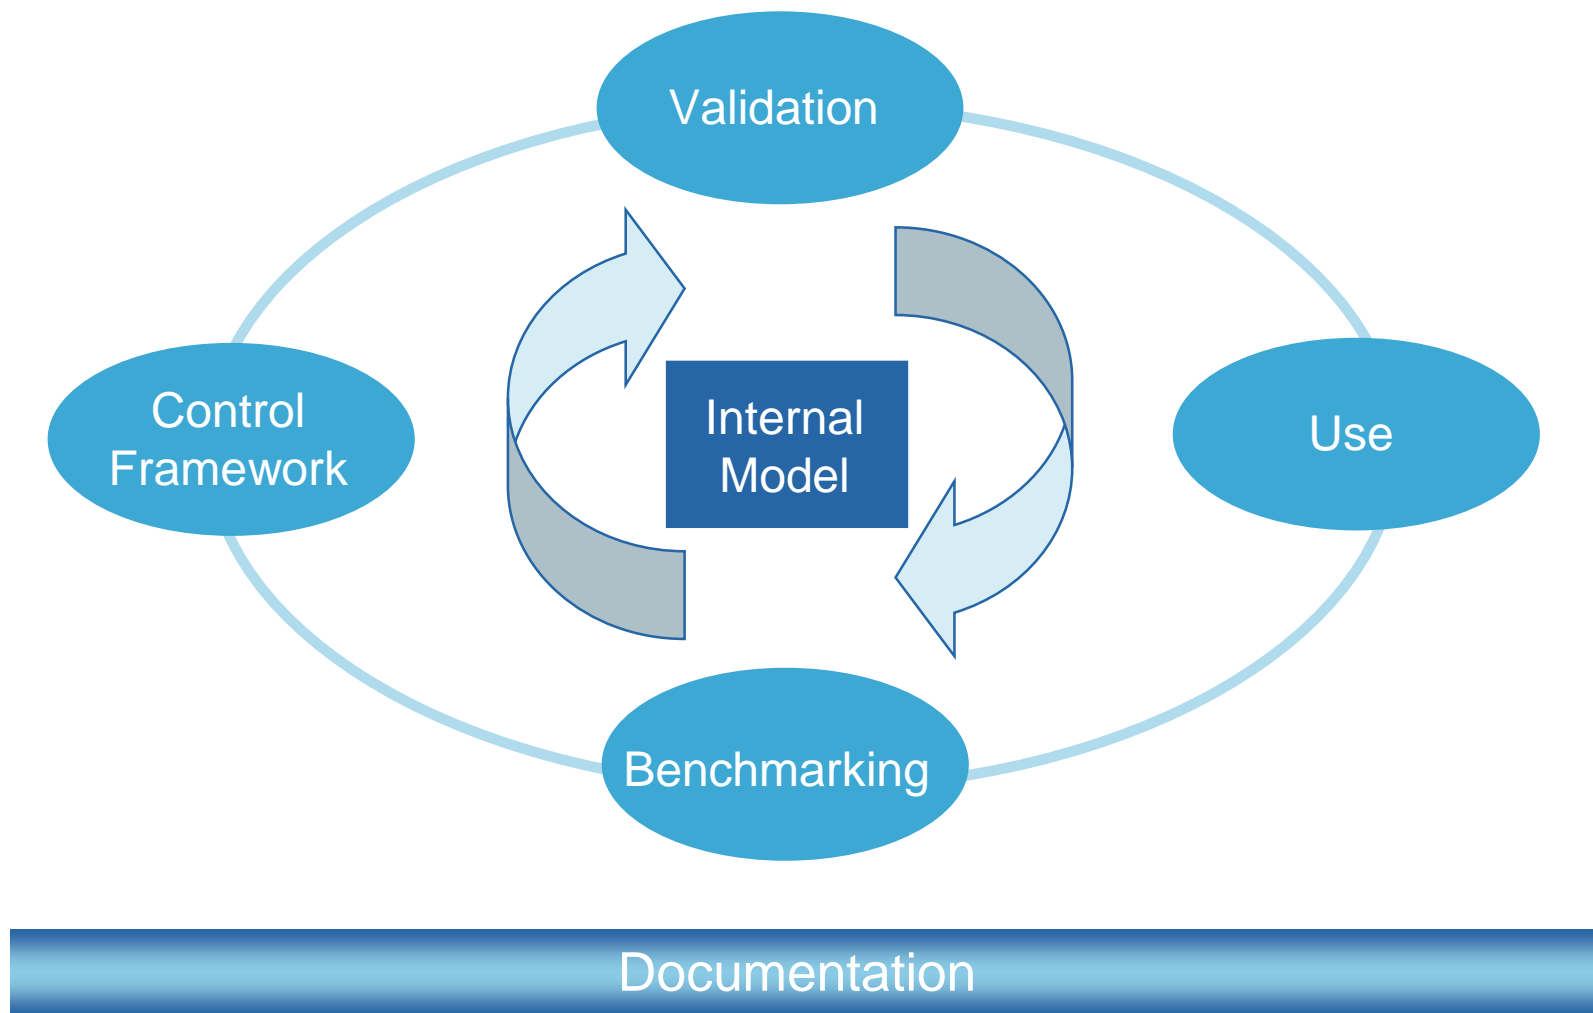 Validation
Control
Framework
Internal
Model
Use
Benchmarking
Documentation